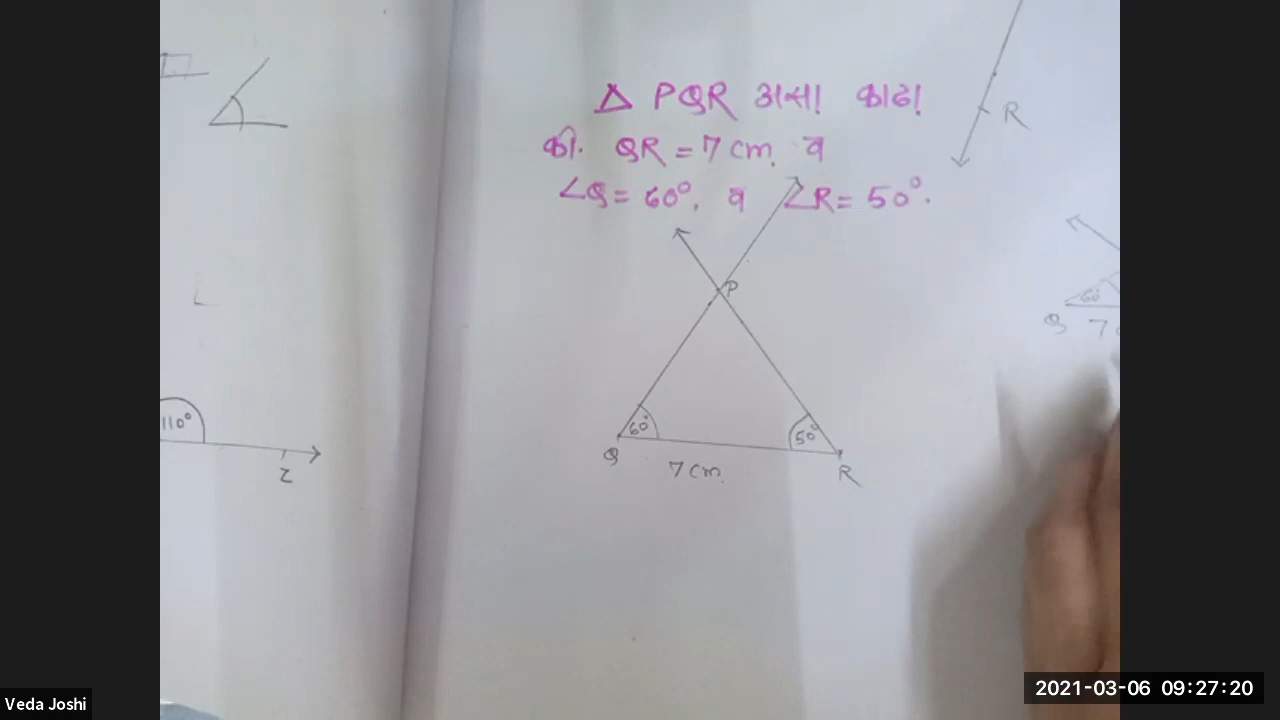 △ PQR असा काढा
की. QR = 7 cm. व
∠Q = 60°. व ∠R = 50°.
R
P
60°
50°
Q
7 cm.
R
110°
Z
60
Q 7
Veda Joshi
2021-03-06 09:27:20